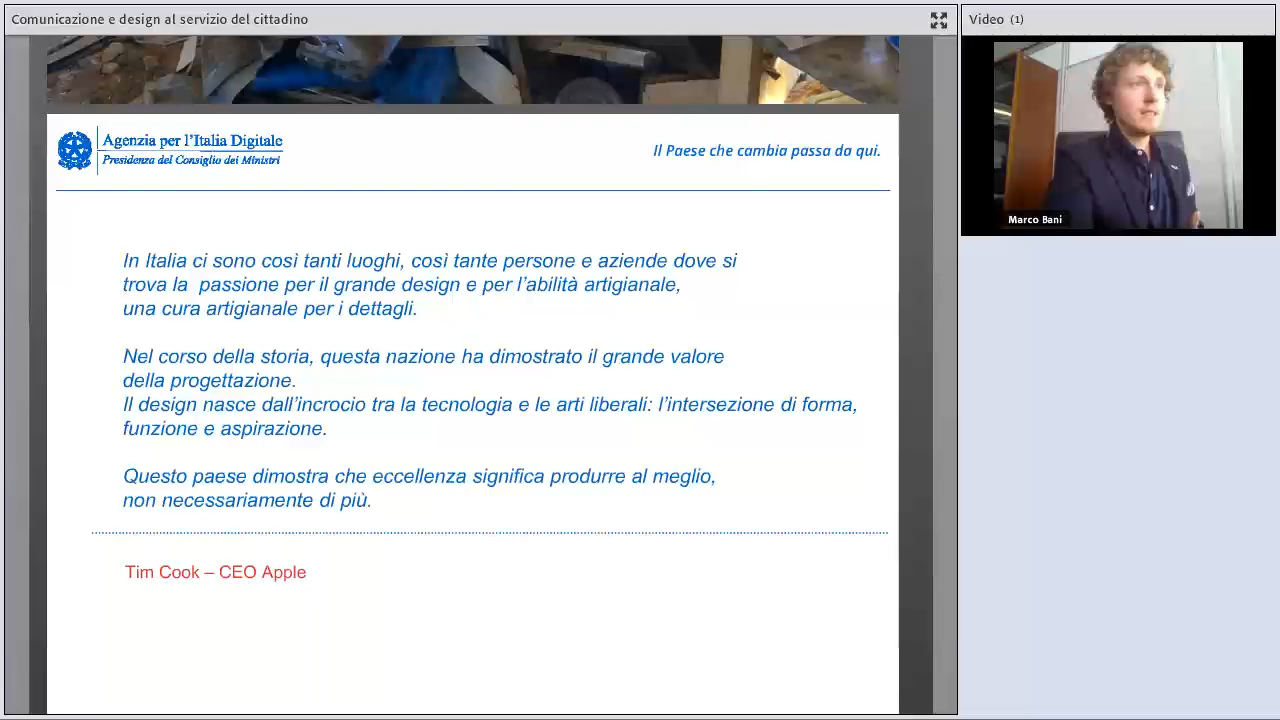 Comunicazione e design al servizio del cittadino
Video (1)
Marco Bani
Agenzia per l'Italia Digitale
Presidenza del Consiglio dei Ministri
Il Paese che cambia passa da qui.
In Italia ci sono così tanti luoghi, così tante persone e aziende dove si
trova la passione per il grande design e per l'abilità artigianale,
una cura artigianale per i dettagli.
Nel corso della storia, questa nazione ha dimostrato il grande valore
della progettazione.
Il design nasce dall'incrocio tra la tecnologia e le arti liberali: l'intersezione di forma,
funzione e aspirazione.
Questo paese dimostra che eccellenza significa produrre al meglio,
non necessariamente di più.
Tim Cook – CEO Apple